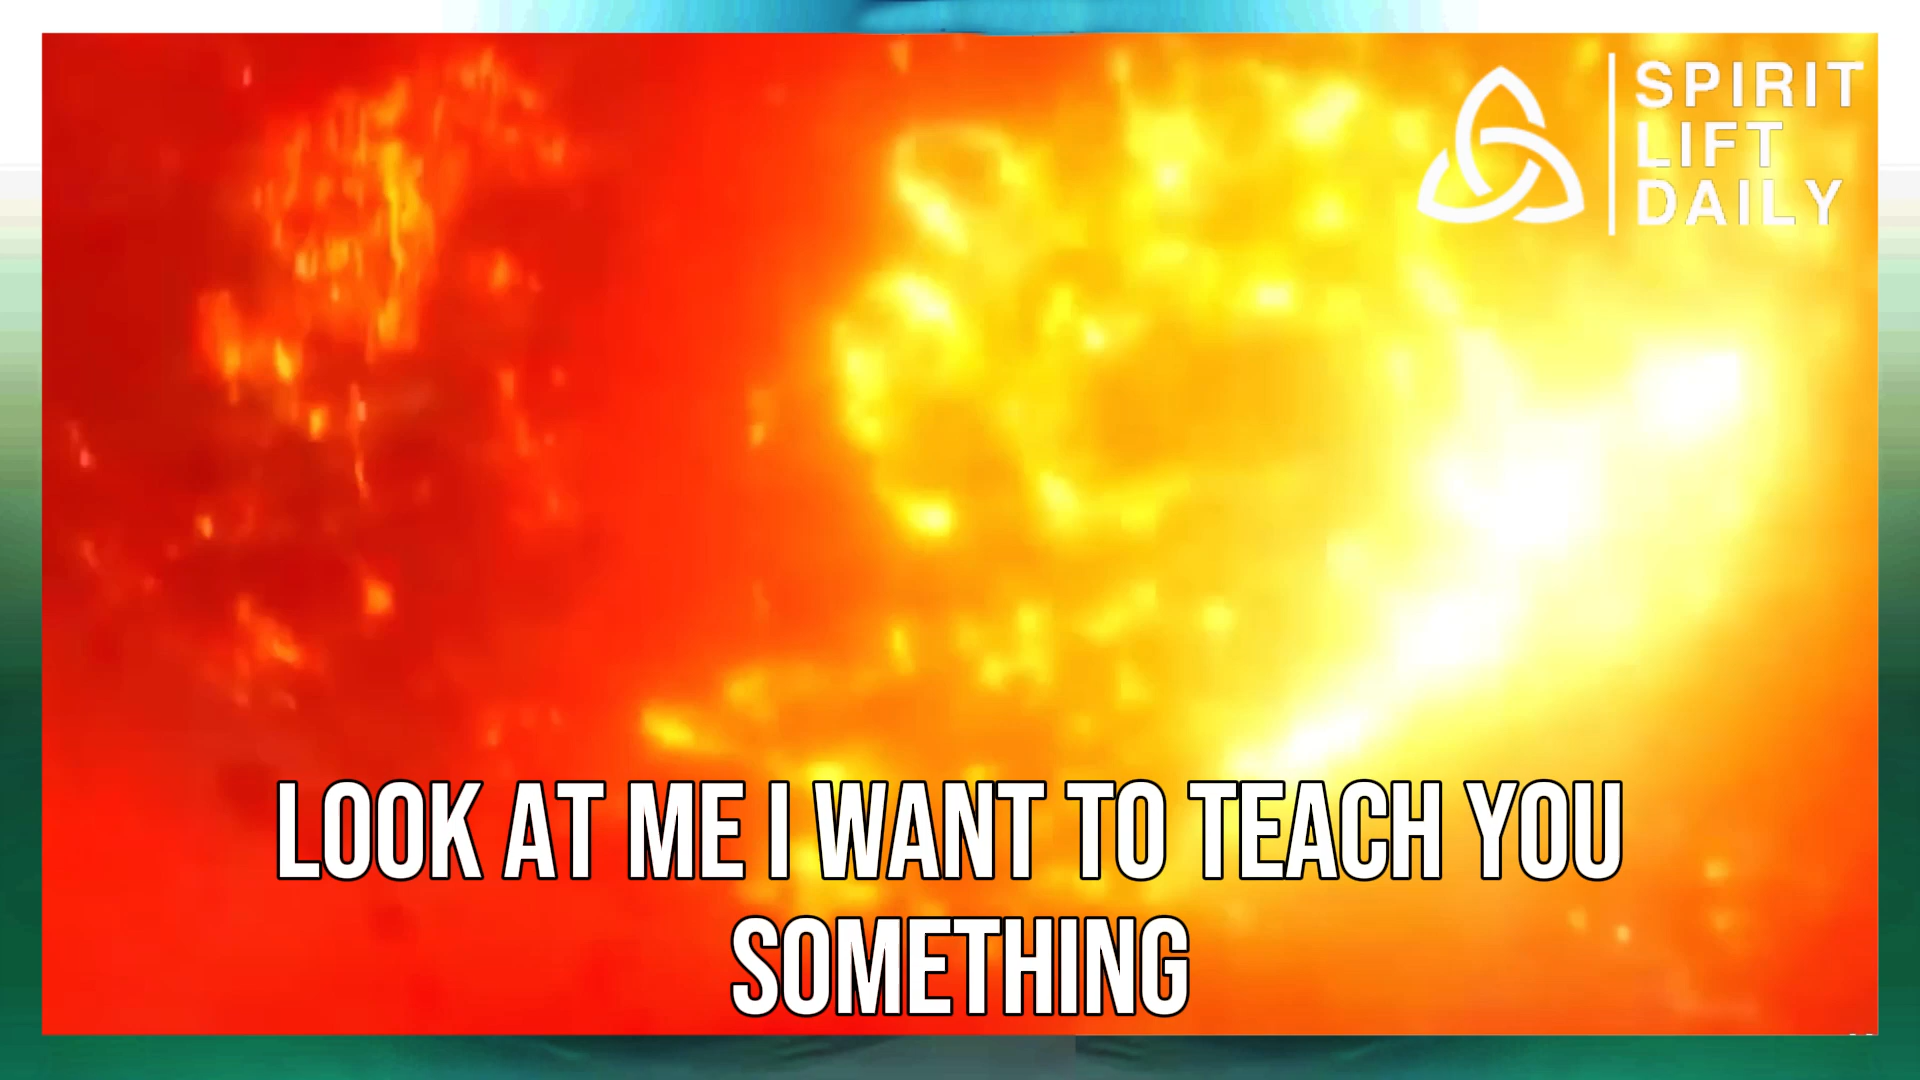 SPIRIT
LIFT
DAILY
LOOK AT ME I WANT TO TEACH YOU
SOMETHING